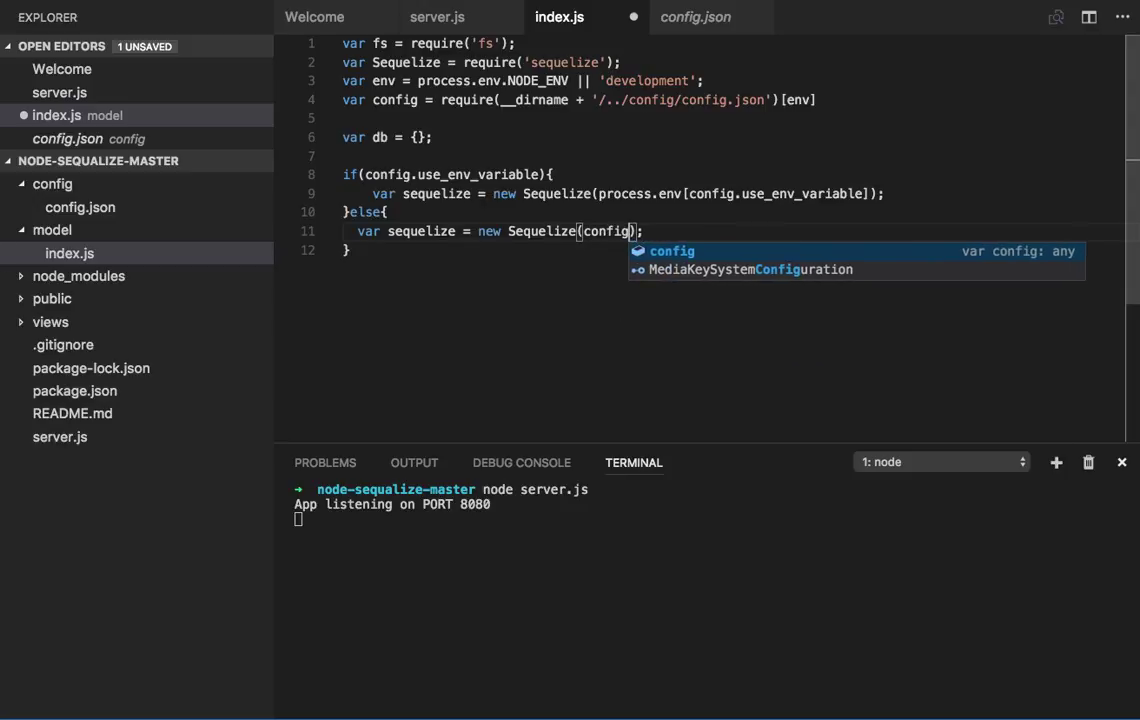 EXPLORER
OPEN EDITORS 1 UNSAVED
Welcome
server.js
index.js model
config.json config
NODE-SEQUALIZE-MASTER
config
config.json
model
index.js
node_modules
public
views
.gitignore
package-lock.json
package.json
README.md
server.js
Welcome server.js index.js config.json
1 var fs = require('fs');
2 var Sequelize = require('sequelize');
3 var env = process.env.NODE_ENV || 'development';
4 var config = require(__dirname + '/../config/config.json')[env]
5
6 var db = {};
7
8 if(config.use_env_variable){
9 var sequelize = new Sequelize(process.env[config.use_env_variable]);
10 }else{
11 var sequelize = new Sequelize(config);
12 }
config var config: any
MediaKeySystemConfiguration
PROBLEMS OUTPUT DEBUG CONSOLE TERMINAL 1: node
→ node-sequalize-master node server.js
App listening on PORT 8080